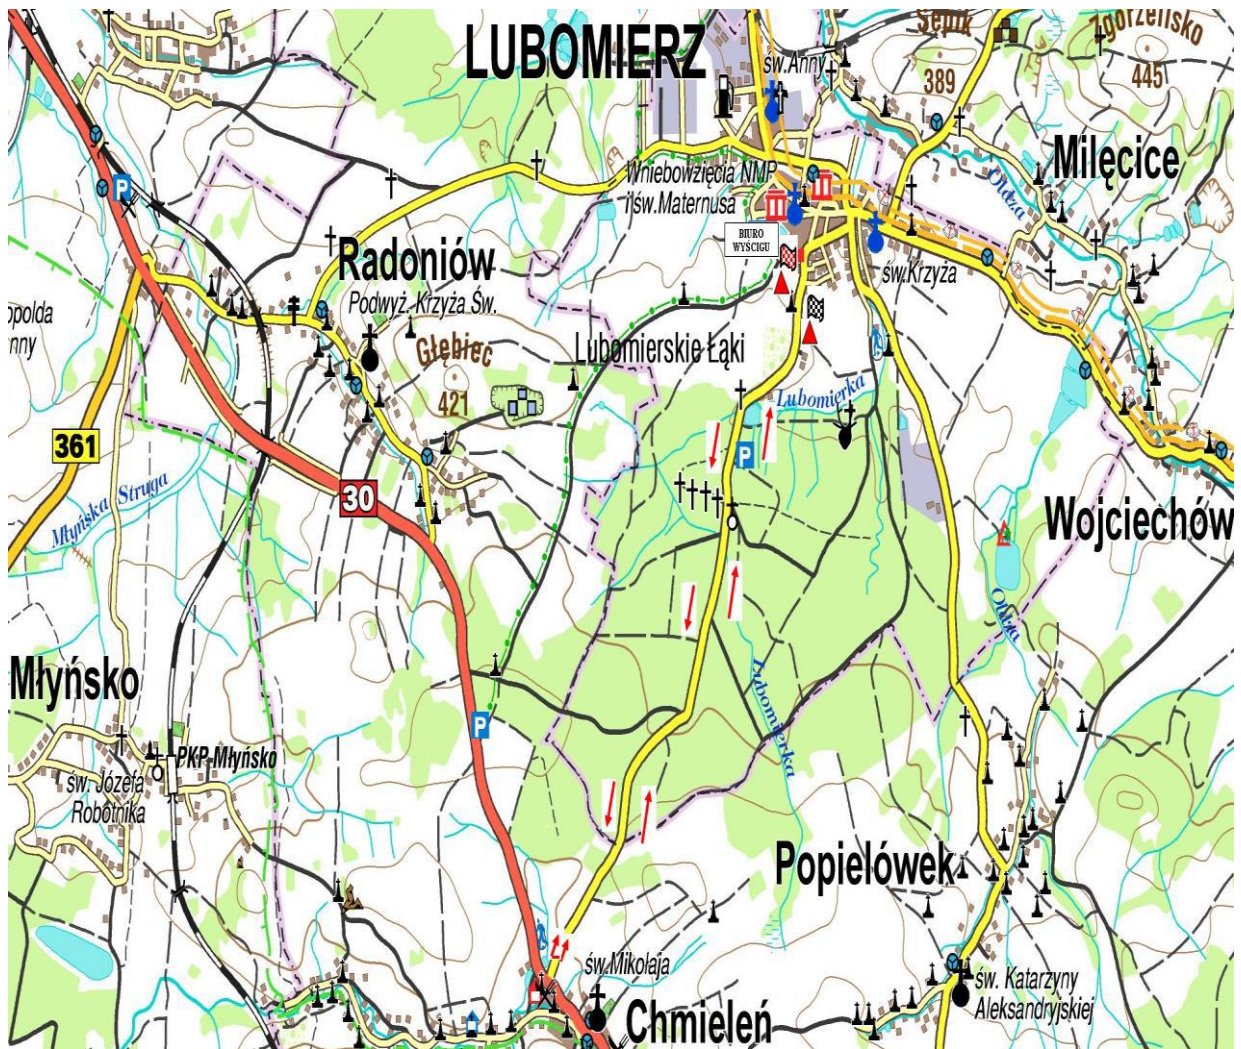 LUBOMIERZ
Sępik
Zgorzelisko
św.Anny
389
445
Milęcice
Wniebowzięcia NMP
i św.Maternusa
Oldza
P
BIURO
WYŚCIGU
Radoniów
Podwyż. Krzyża Św.
św.Krzyża
opolda
nny
Głębiec
Lubomierskie Łąki
421
Lubomierka
361
P
30
Młyńska Struga
Wojciechów
Młyńsko
Lubomierka
P
PKP Młyńsko
św. Józefa
Robotnika
Popielówek
św.Mikołaja
św. Katarzyny
Aleksandryjskiej
Chmieleń